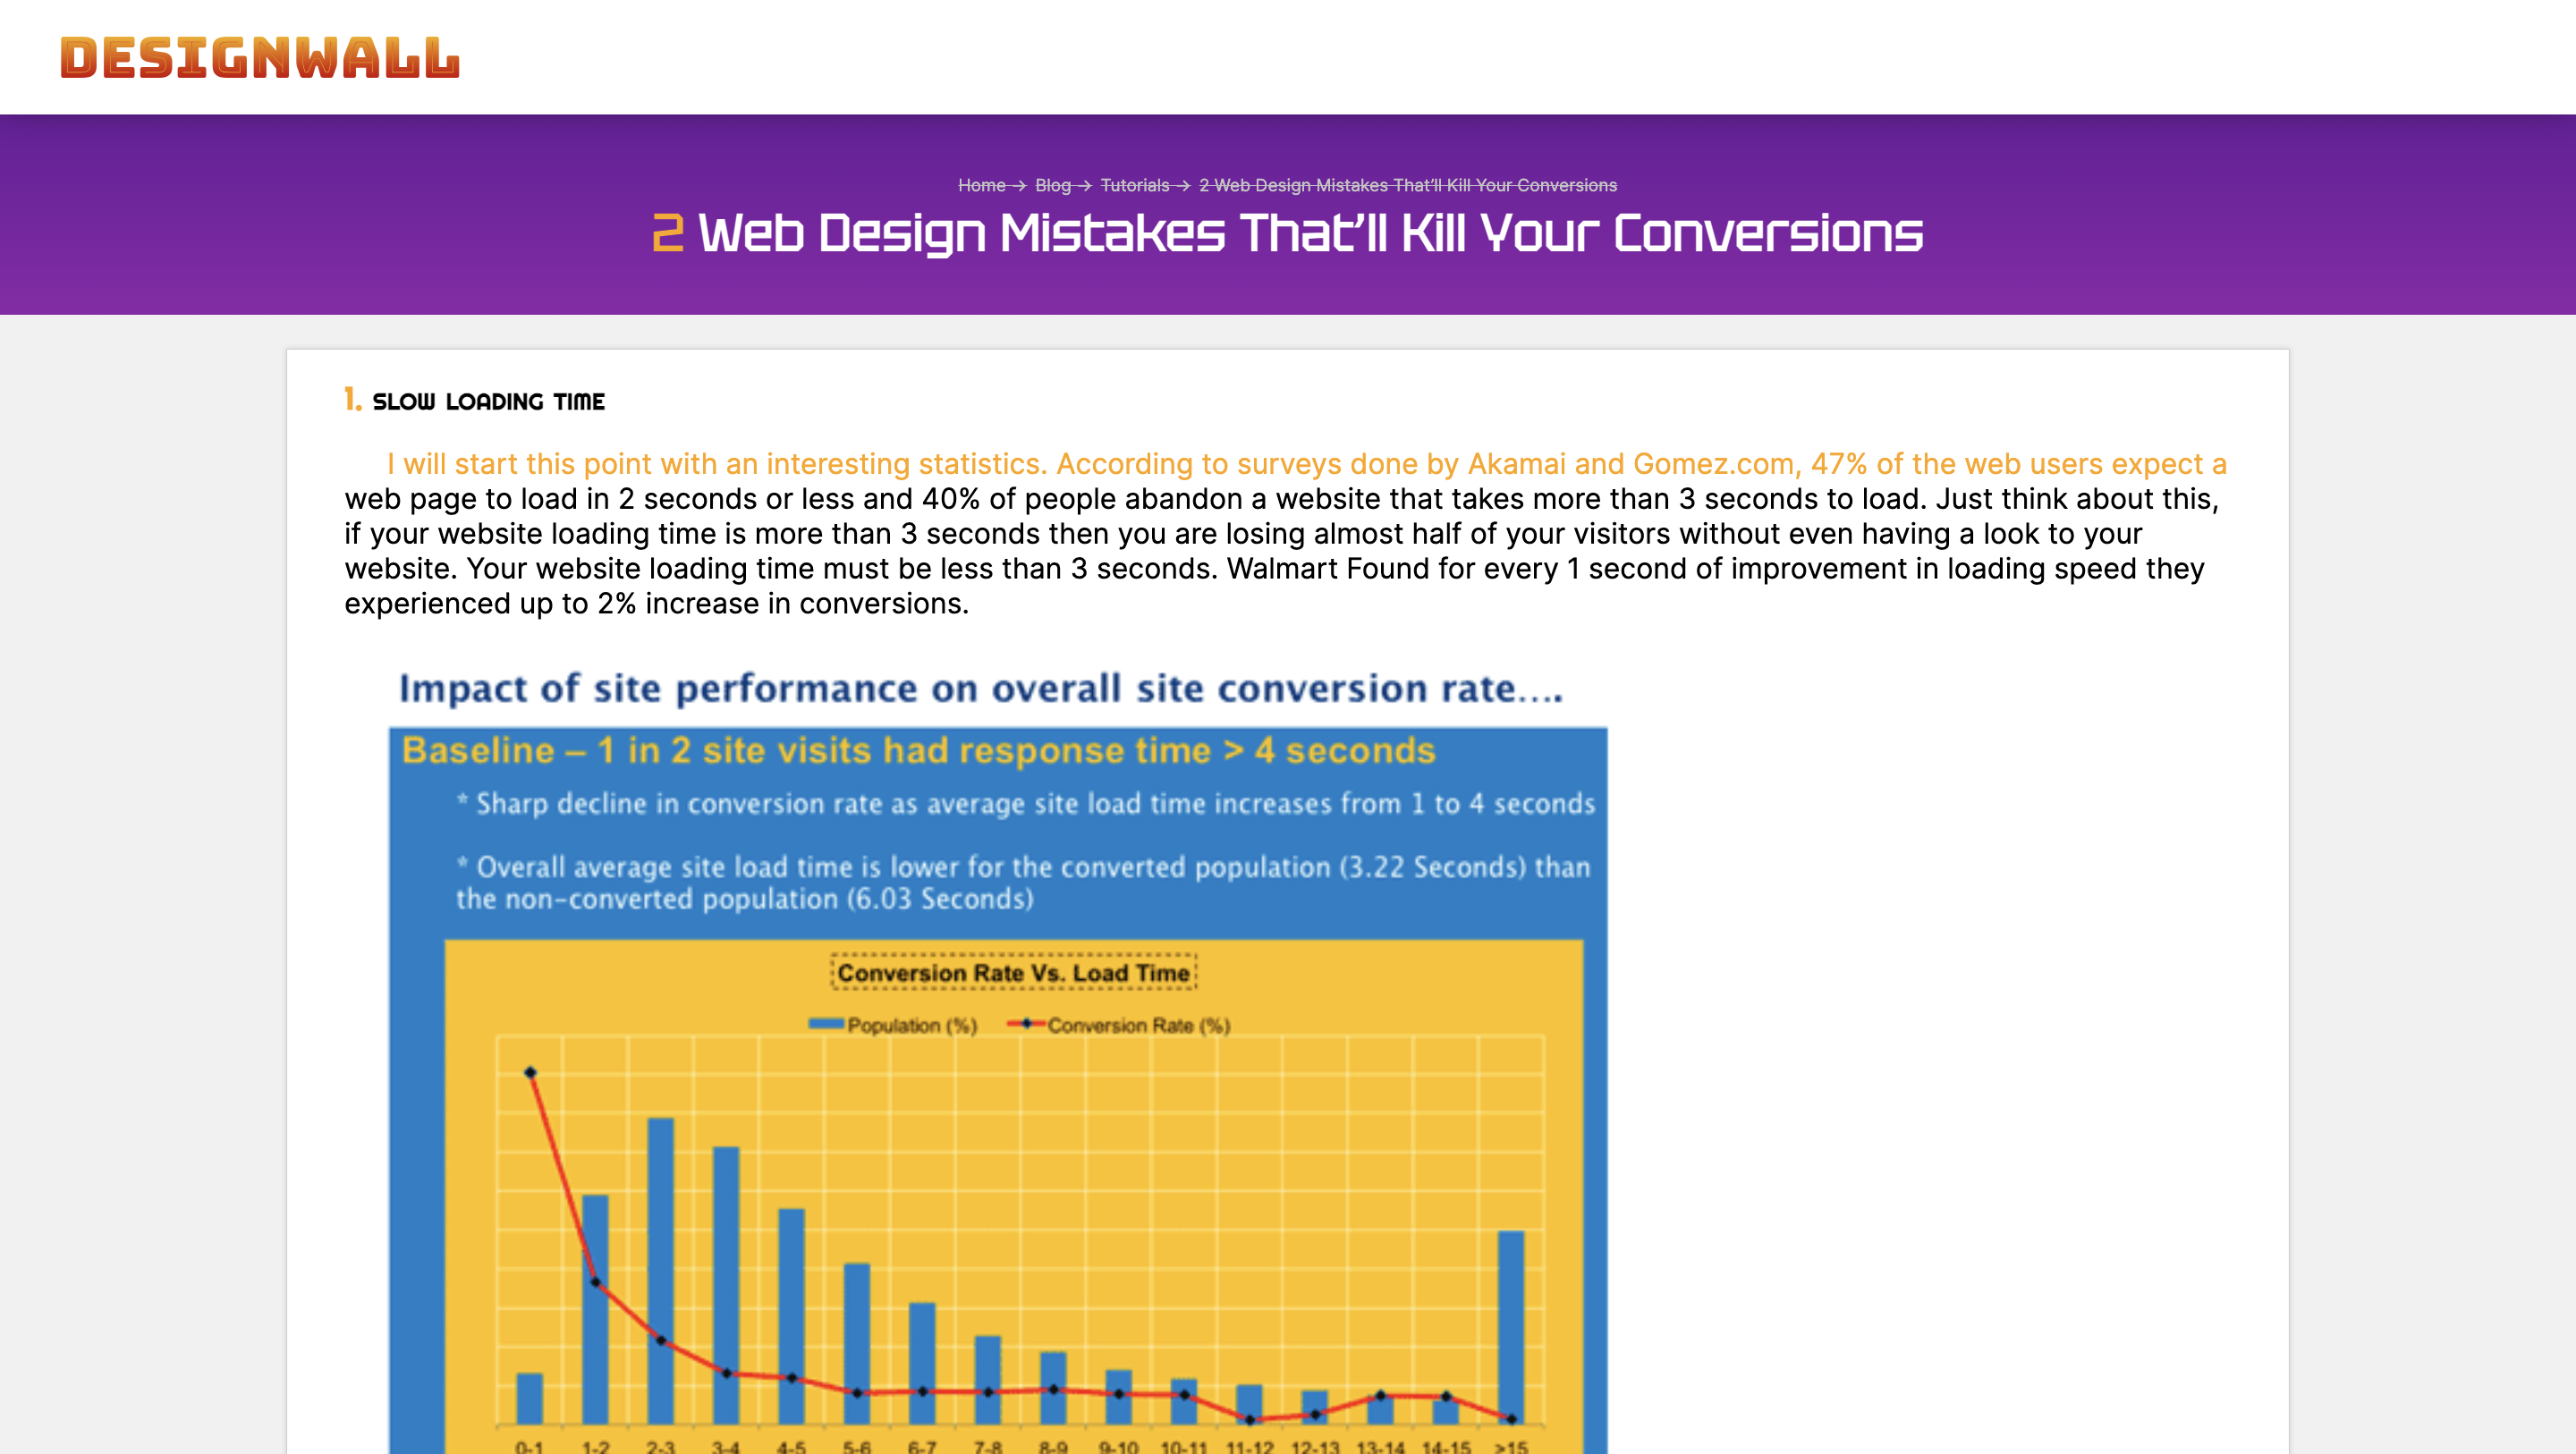 DESIGNWALL
Home → Blog → Tutorials → 2 Web Design Mistakes That'll Kill Your Conversions
2 Web Design Mistakes That'll Kill Your Conversions
1. SLOW LOADING TIME
I will start this point with an interesting statistics. According to surveys done by Akamai and Gomez.com, 47% of the web users expect a
web page to load in 2 seconds or less and 40% of people abandon a website that takes more than 3 seconds to load. Just think about this,
if your website loading time is more than 3 seconds then you are losing almost half of your visitors without even having a look to your
website. Your website loading time must be less than 3 seconds. Walmart Found for every 1 second of improvement in loading speed they
experienced up to 2% increase in conversions.
Impact of site performance on overall site conversion rate....
Baseline – 1 in 2 site visits had response time > 4 seconds
* Sharp decline in conversion rate as average site load time increases from 1 to 4 seconds
* Overall average site load time is lower for the converted population (3.22 Seconds) than
the non-converted population (6.03 Seconds)
Conversion Rate Vs. Load Time
Population (%) Conversion Rate (%)
0-1 1-2 2-3 3-4 4-5 5-6 6-7 7-8 8-9 9-10 10-11 11-12 12-13 13-14 14-15 >15